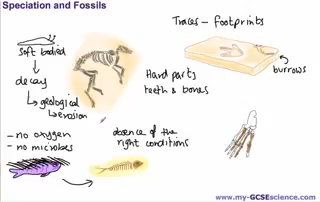 Speciation and Fossils
Traces - footprints
Soft bodied
decay
geological
erosion
Hard parts
teeth & bones
burrows
- no oxygen
- no microbes
absence of the
right conditions
www.my-GCSEscience.com